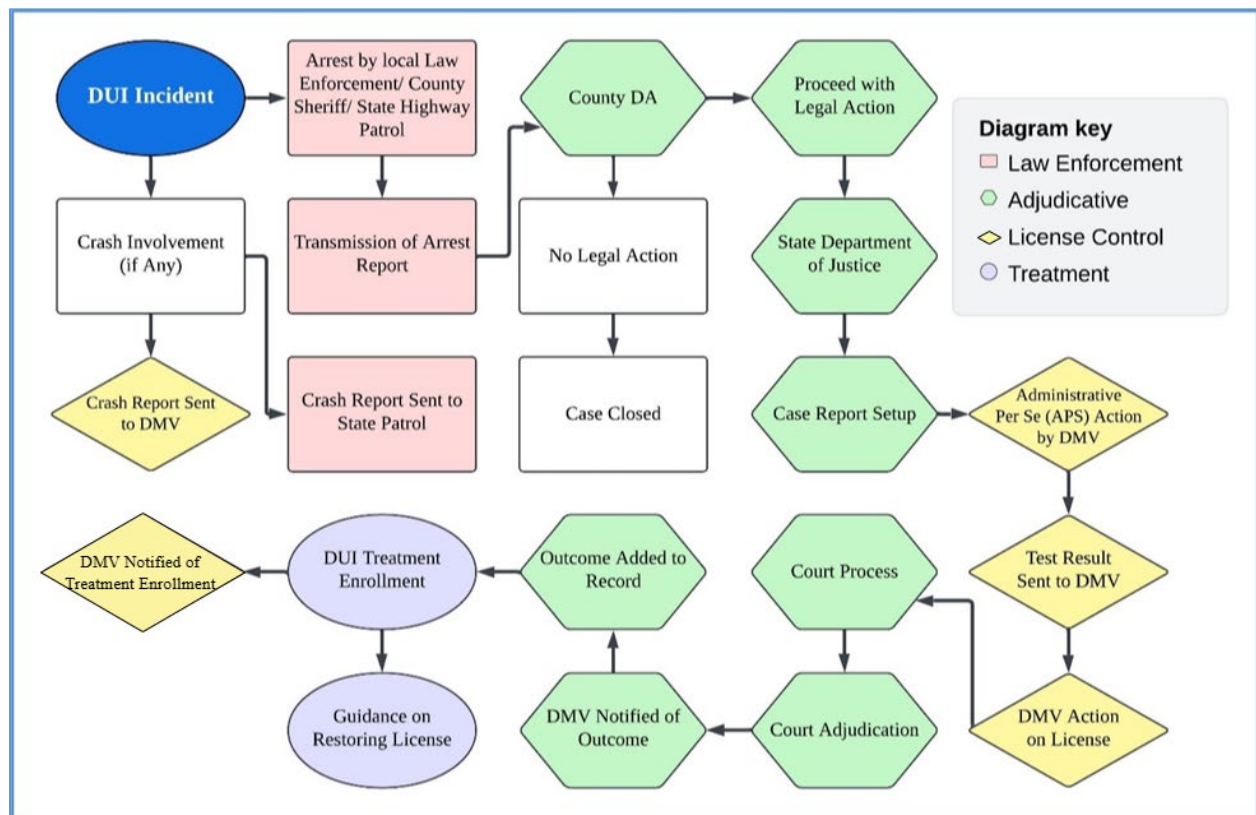 DUI Incident
Arrest by local Law
Enforcement/ County
Sheriff/ State Highway
Patrol
County DA
Proceed with
Legal Action
Diagram key
Law Enforcement
Adjudicative
License Control
Treatment
Crash Involvement
(if Any)
Transmission of Arrest
Report
No Legal Action
State Department
of Justice
Crash Report Sent
to DMV
Crash Report Sent to
State Patrol
Case Closed
Case Report Setup
Administrative
Per Se (APS) Action
by DMV
DMV Notified of
Treatment Enrollment
DUI Treatment
Enrollment
Outcome Added to
Record
Court Process
Test Result
Sent to DMV
Guidance on
Restoring License
DMV Notified of
Outcome
Court Adjudication
DMV Action
on License